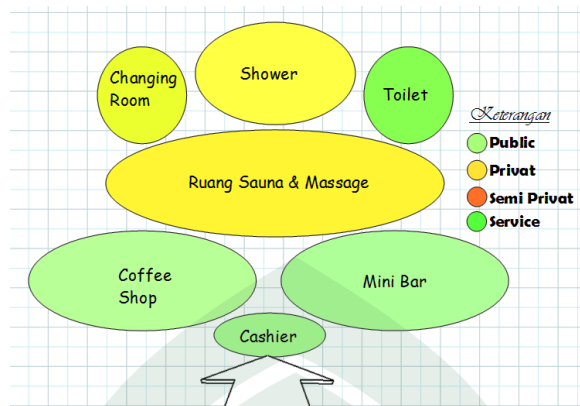 Changing
Room
Shower
Toilet
Keterangan
Public
Privat
Semi Privat
Service
Ruang Sauna & Massage
Coffee
Shop
Mini Bar
Cashier